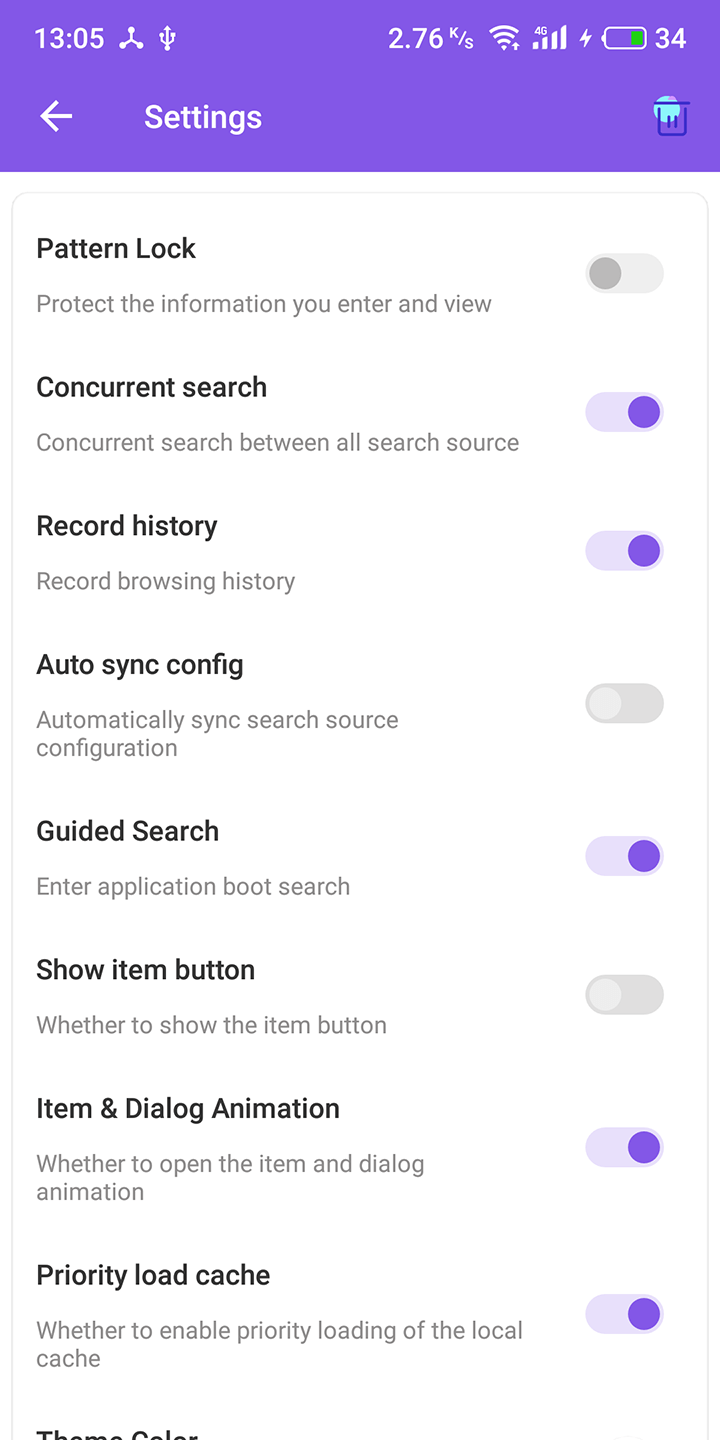 13:05 2.76 K/s 4G 34
Settings
Pattern Lock
Protect the information you enter and view
Concurrent search
Concurrent search between all search source
Record history
Record browsing history
Auto sync config
Automatically sync search source
configuration
Guided Search
Enter application boot search
Show item button
Whether to show the item button
Item & Dialog Animation
Whether to open the item and dialog
animation
Priority load cache
Whether to enable priority loading of the local
cache
Theme Color